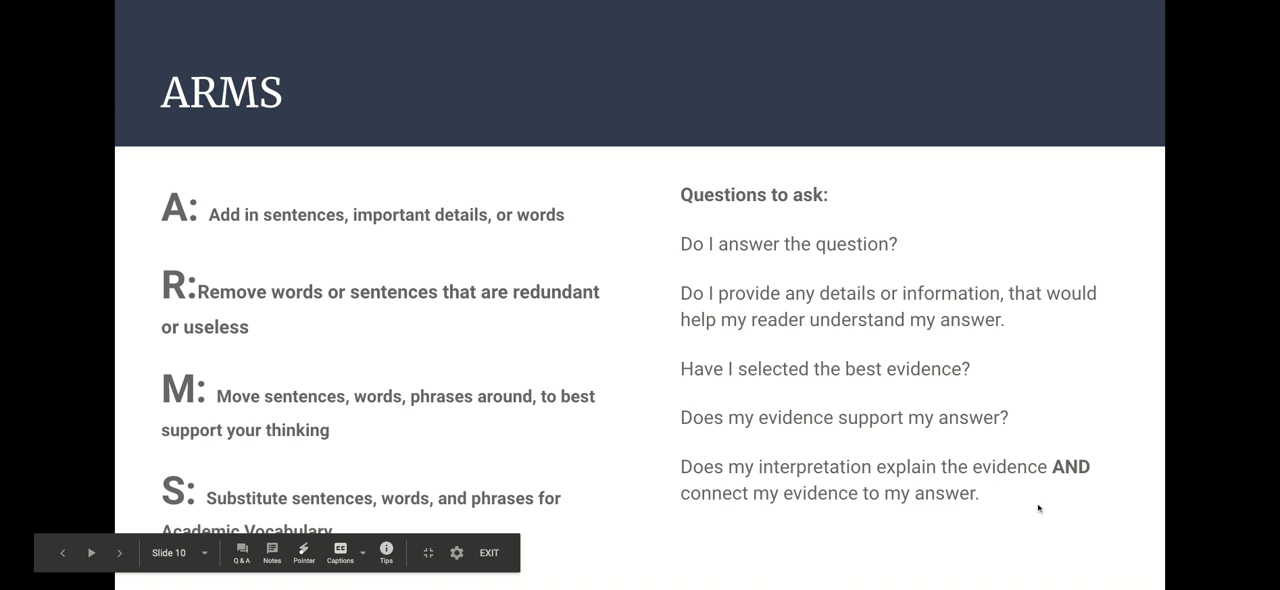 ARMS
A: Add in sentences, important details, or words
R:Remove words or sentences that are redundant
or useless
M: Move sentences, words, phrases around, to best
support your thinking
S: Substitute sentences, words, and phrases for
Academic Vocabulary
Questions to ask:
Do I answer the question?
Do I provide any details or information, that would
help my reader understand my answer.
Have I selected the best evidence?
Does my evidence support my answer?
Does my interpretation explain the evidence AND
connect my evidence to my answer.
Slide 10
Q & A
Notes
Pointer
CC
Captions
Tips
EXIT